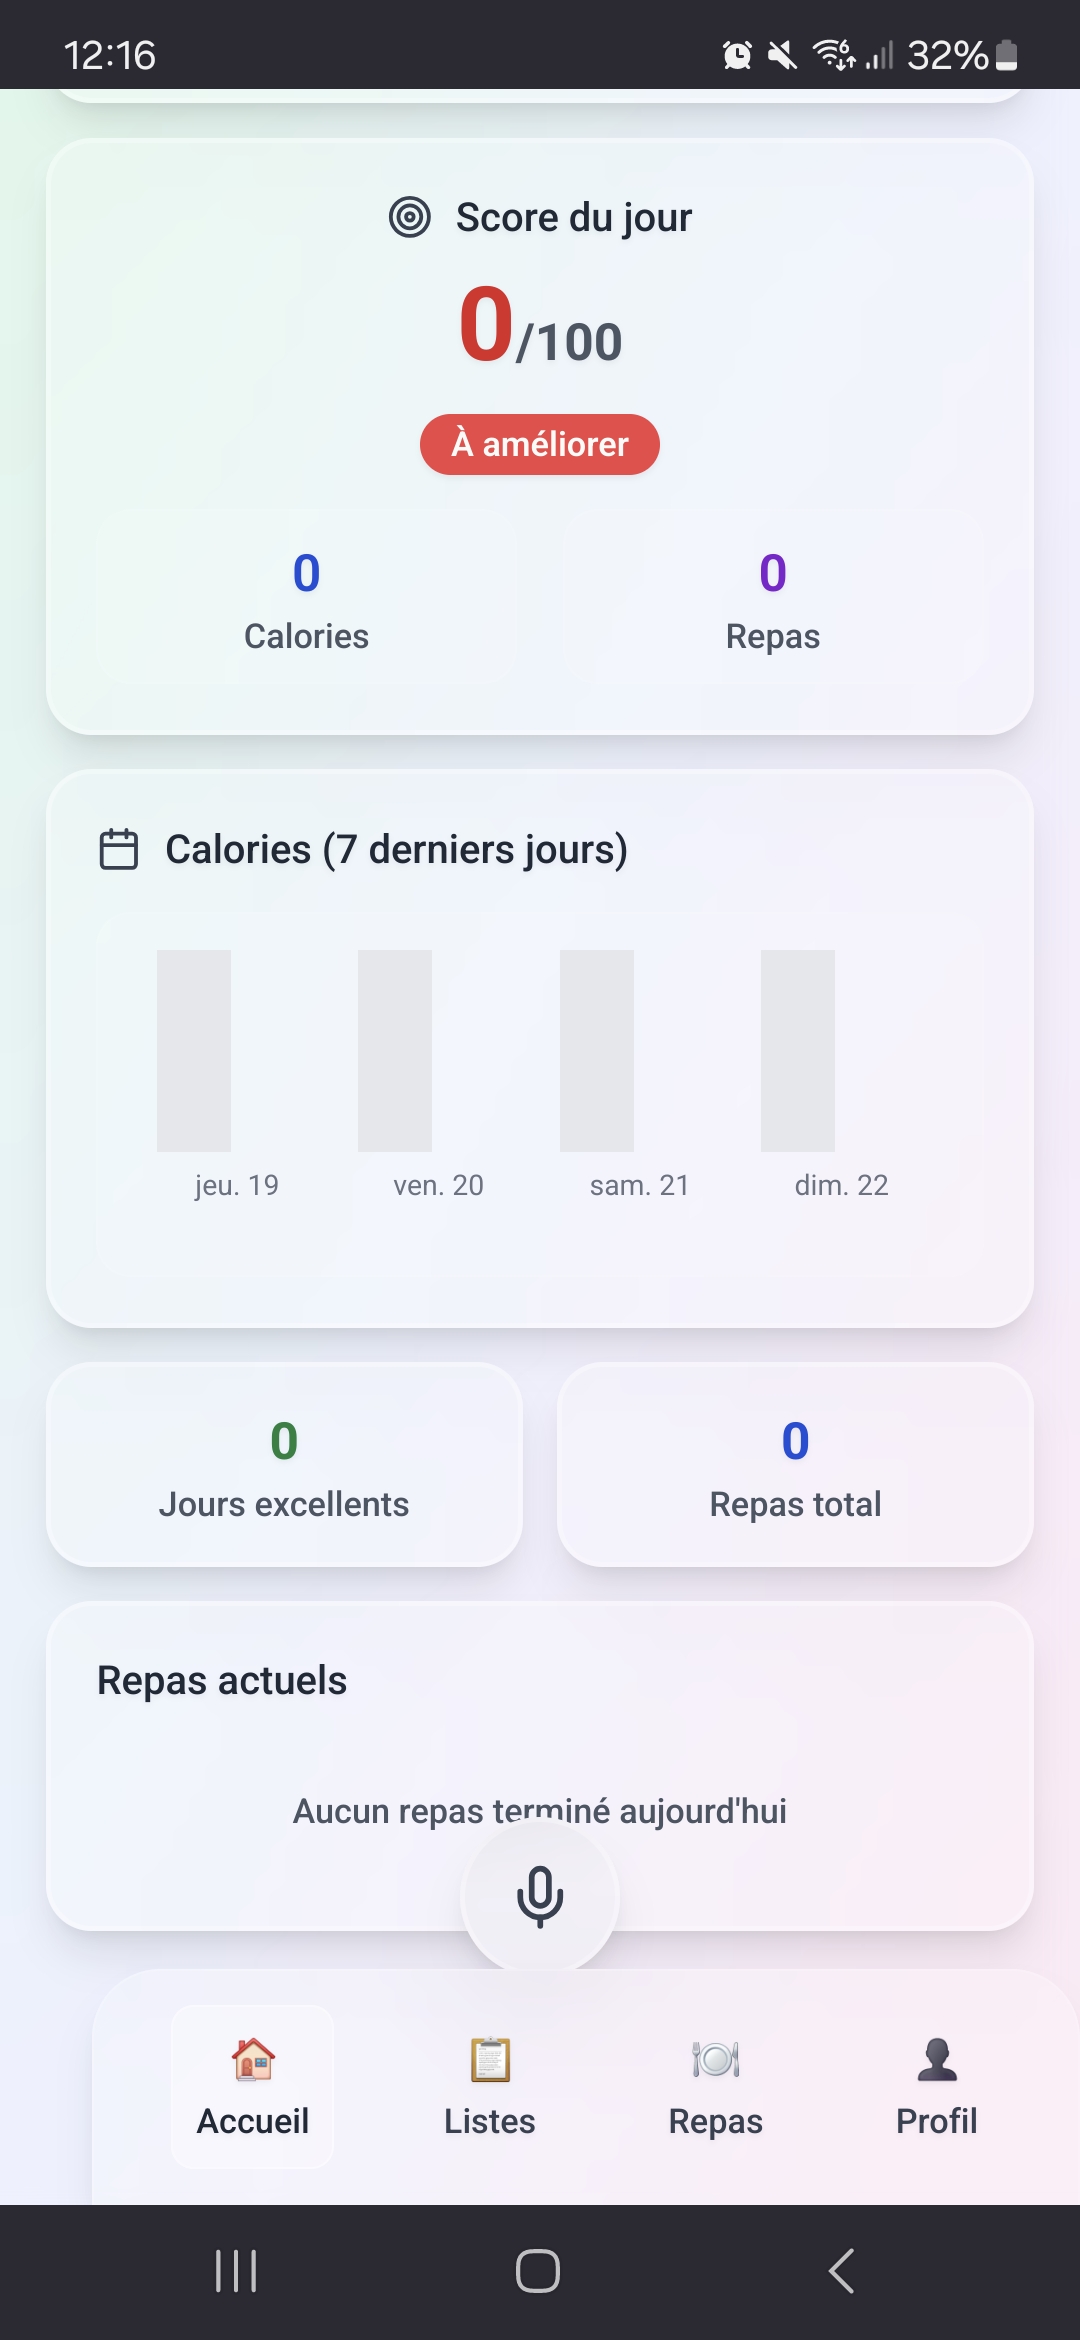 12:16
32%
Score du jour
0/100
À améliorer
0
Calories
0
Repas
Calories (7 derniers jours)
jeu. 19
ven. 20
sam. 21
dim. 22
0
Jours excellents
0
Repas total
Repas actuels
Aucun repas terminé aujourd'hui
Accueil
Listes
Repas
Profil